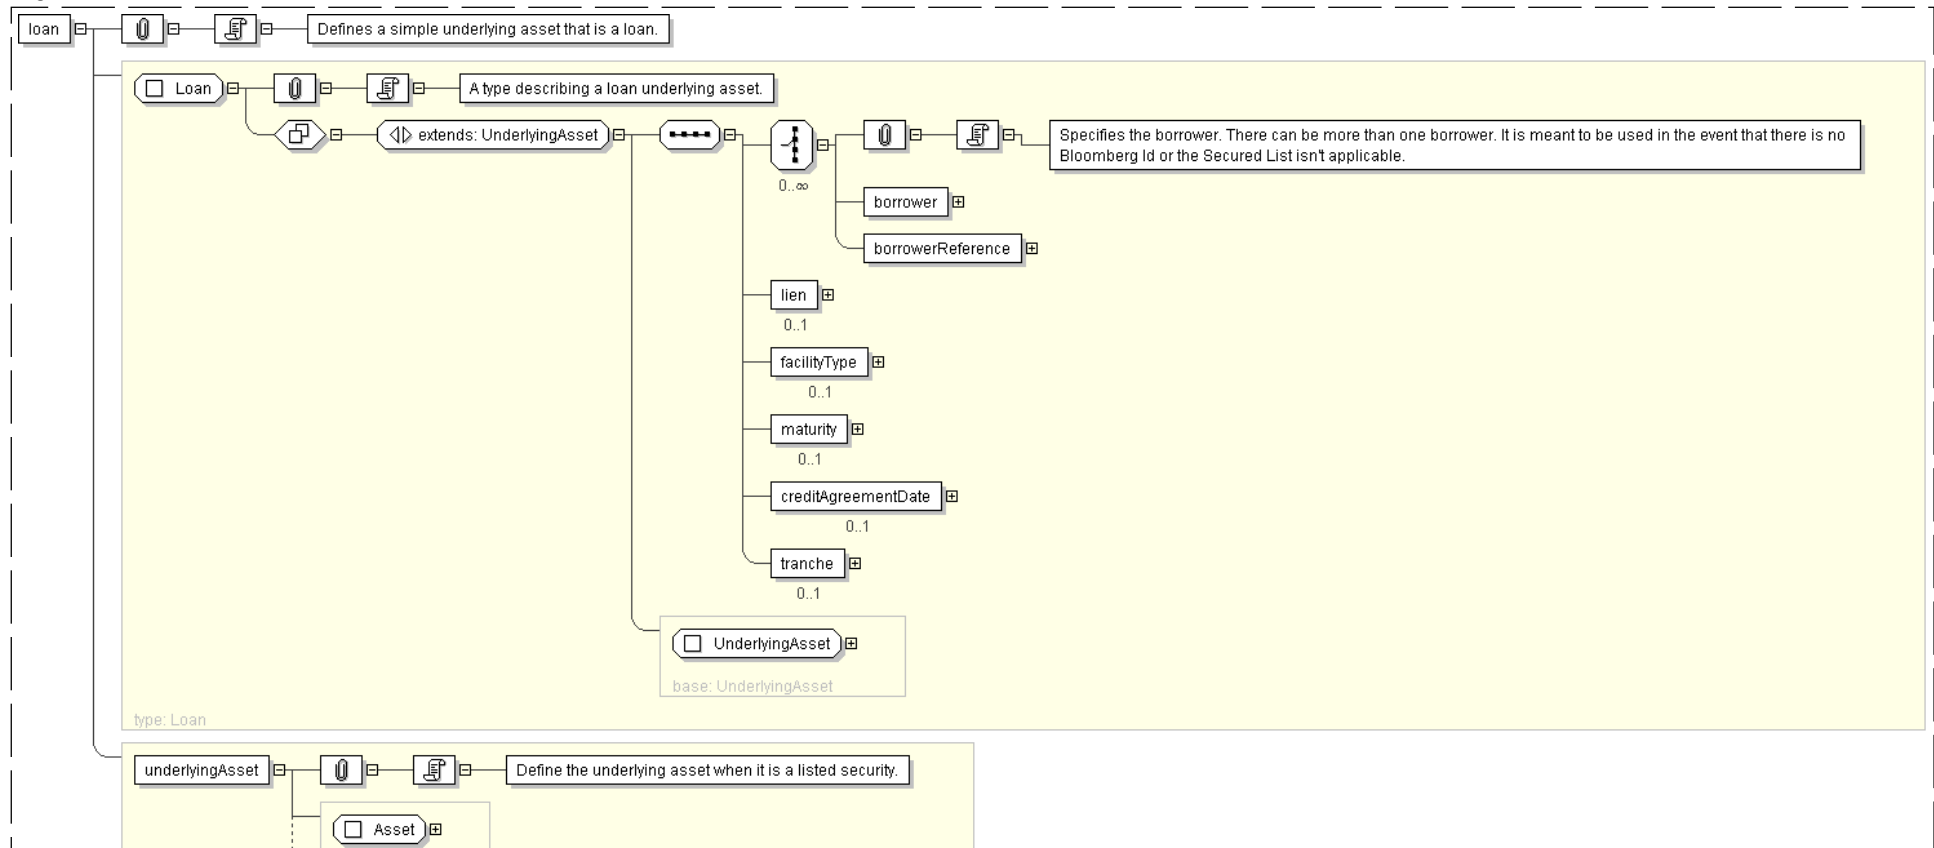 loan
Defines a simple underlying asset that is a loan.
Loan
A type describing a loan underlying asset.
extends: UnderlyingAsset
Specifies the borrower. There can be more than one borrower. It is meant to be used in the event that there is no
Bloomberg Id or the Secured List isn't applicable.
0..∞
borrower
borrowerReference
lien
0..1
facilityType
0..1
maturity
0..1
creditAgreementDate
0..1
tranche
0..1
UnderlyingAsset
base: UnderlyingAsset
type: Loan
underlyingAsset
Define the underlying asset when it is a listed security.
Asset